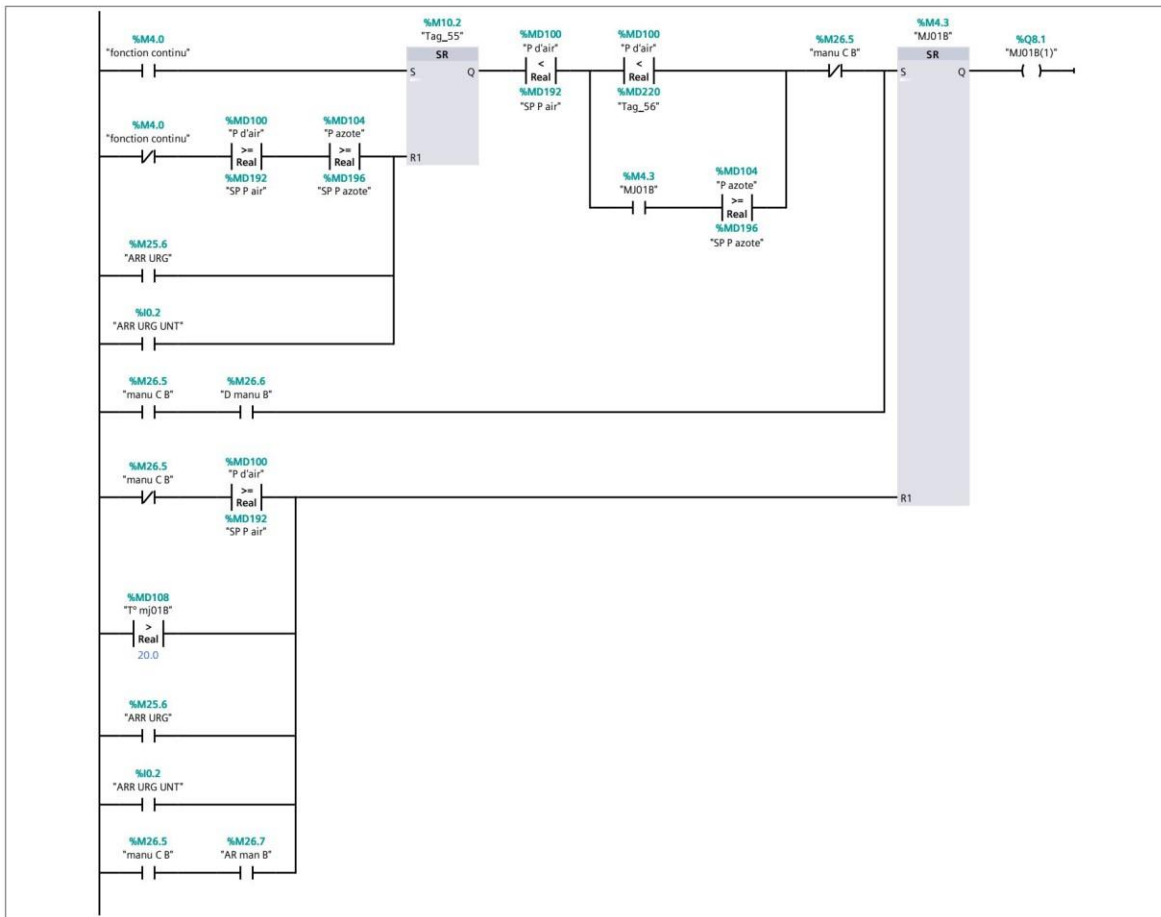 %M4.0
"fonction continu"
%M10.2
"Tag_55"
SR
S
Q
R1
%MD100
"P d'air"
<
Real
%MD192
"SP P air"
%MD100
"P d'air"
<
Real
%MD220
"Tag_56"
%M26.5
"manu C B"
%M4.3
"MJ01B"
SR
S
Q
R1
%Q8.1
"MJ01B(1)"
%M4.0
"fonction continu"
%MD100
"P d'air"
>=
Real
%MD192
"SP P air"
%MD104
"P azote"
>=
Real
%MD196
"SP P azote"
%M4.3
"MJ01B"
%MD104
"P azote"
>=
Real
%MD196
"SP P azote"
%M25.6
"ARR URG"
%I0.2
"ARR URG UNT"
%M26.5
"manu C B"
%M26.6
"D manu B"
%M26.5
"manu C B"
%MD100
"P d'air"
>=
Real
%MD192
"SP P air"
%MD108
"T° mj01B"
>
Real
20.0
%M25.6
"ARR URG"
%I0.2
"ARR URG UNT"
%M26.5
"manu C B"
%M26.7
"AR man B"